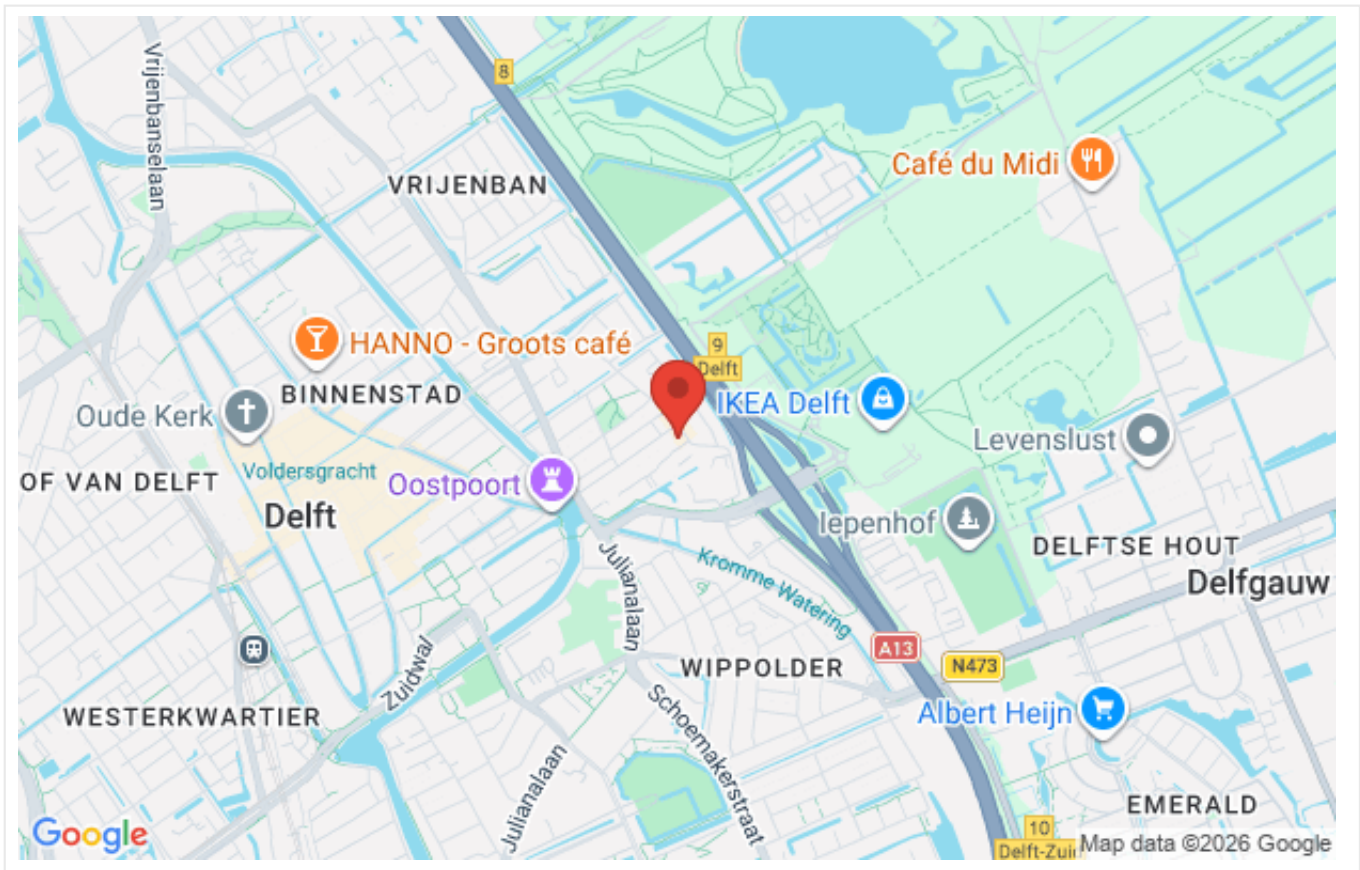 8
Vrijenbanselaan
VRIJENBAN
Café du Midi
HANNO - Groots café
9
Delft
BINNENSTAD
IKEA Delft
Oude Kerk
Levenslust
OF VAN DELFT
Voldersgracht
Oostpoort
Delft
Iepenhof
DELFTSE HOUT
Delfgauw
Julianalaan
Kromme Watering
A13
Zuidwal
WIPPOLDER
N473
WESTERKWARTIER
Schoemakerstraat
Albert Heijn
Julianalaan
EMERALD
10
Delft-Zui
Google
Map data ©2026 Google